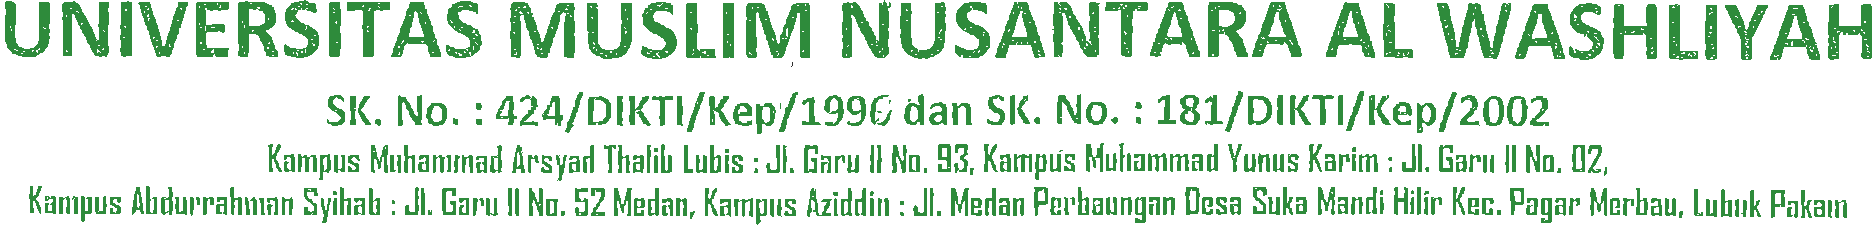 UNIVERSITAS MUSLIM NUSANTARA AL WASHLIYAH
SK. No. : 424/DIKTI/Kep/1996 dan SK. No. : 181/DIKTI/Kep/2002
Kampus Muhammad Arsyad Thalib Lubis : Jl. Garu II No. 93, Kampus Muhammad Yunus Karim : Jl. Garu II No. 02,
Kampus Abdurrahman Syihab : Jl. Garu II No. 52 Medan, Kampus Aziddin : Jl. Medan Perbaungan Desa Suka Mandi Hilir Kec. Pagar Merbau, Lubuk Pakam